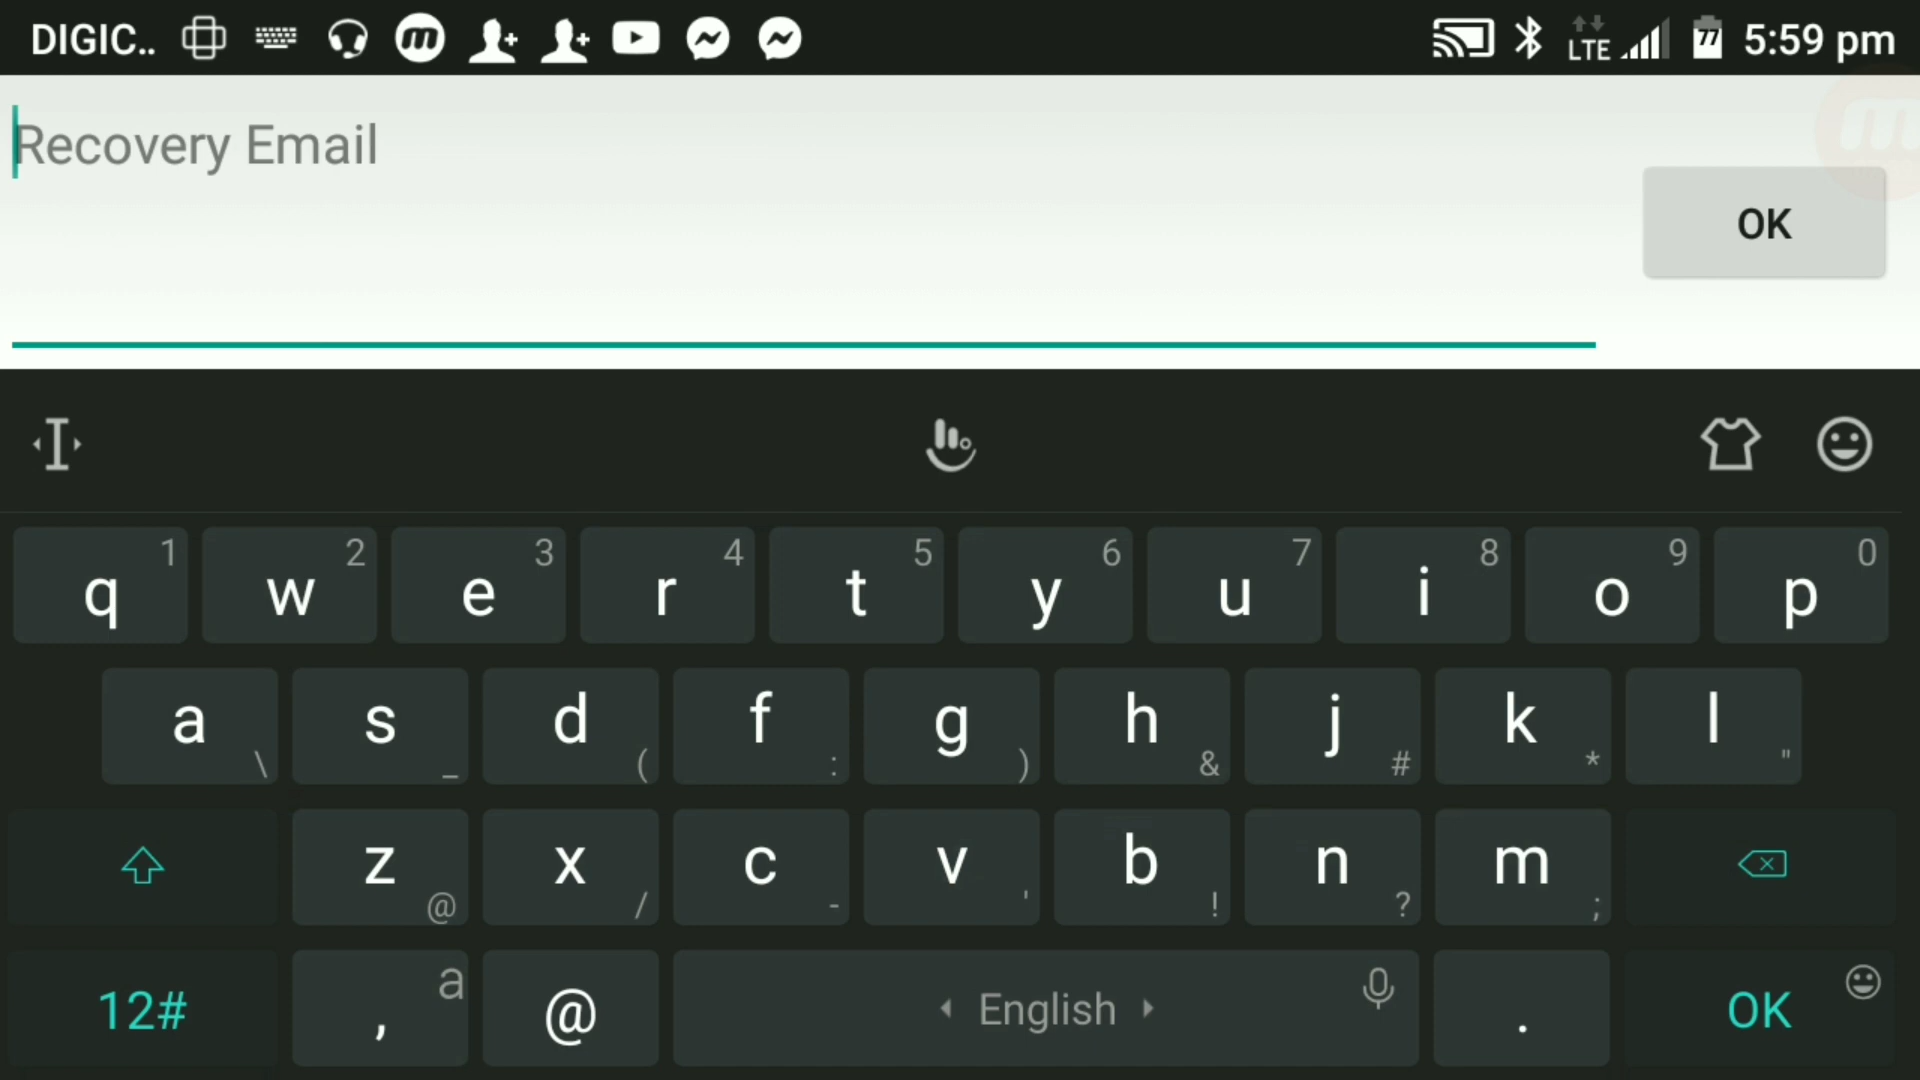 DIGIC.. LTE 77 5:59 pm
Recovery Email
OK
1 2 3 4 5 6 7 8 9 0
q w e r t y u i o p
a s d f g h j k l
\ _ ( : ) & # * "
z x c v b n m
@ / - ' ! ? ;
12# , a @ English . OK